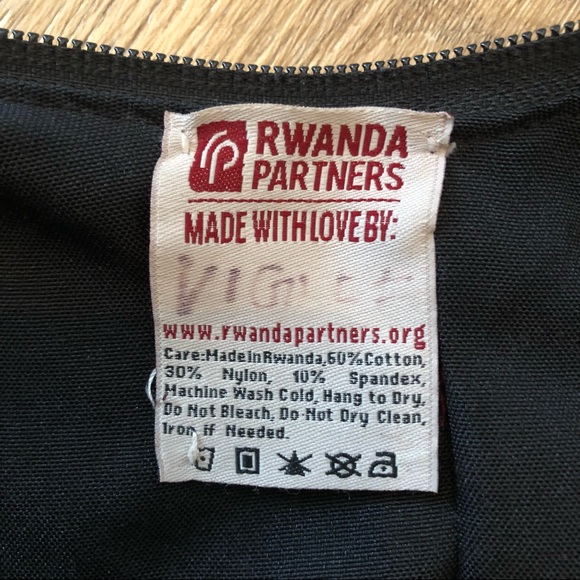 RWANDA
PARTNERS
MADE WITH LOVE BY:
www.rwandapartners.org
Care:MadeinRwanda,60%Cotton,
30% Nylon, 10% Spandex,
Machine Wash Cold, Hang to Dry,
Do Not Bleach, Do Not Dry Clean,
Iron if Needed.